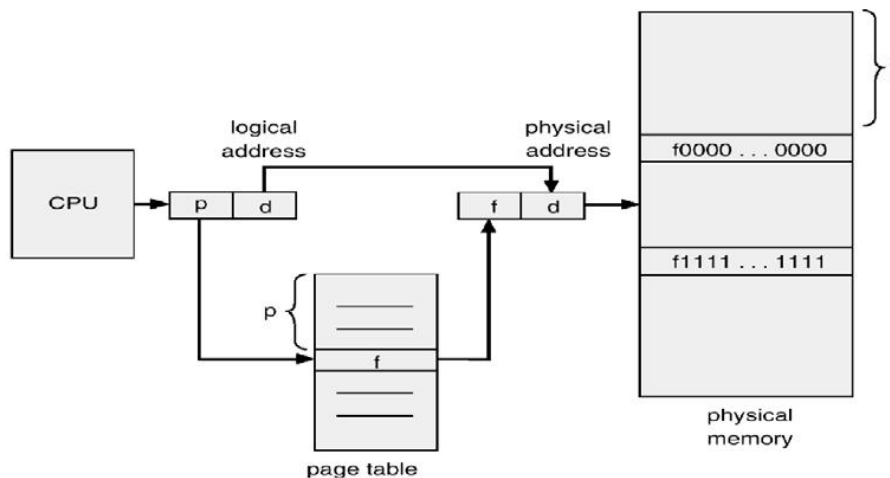 logical
address
physical
address
f0000 . . . 0000
CPU
p
d
f
d
f1111 . . . 1111
p
f
physical
memory
page table